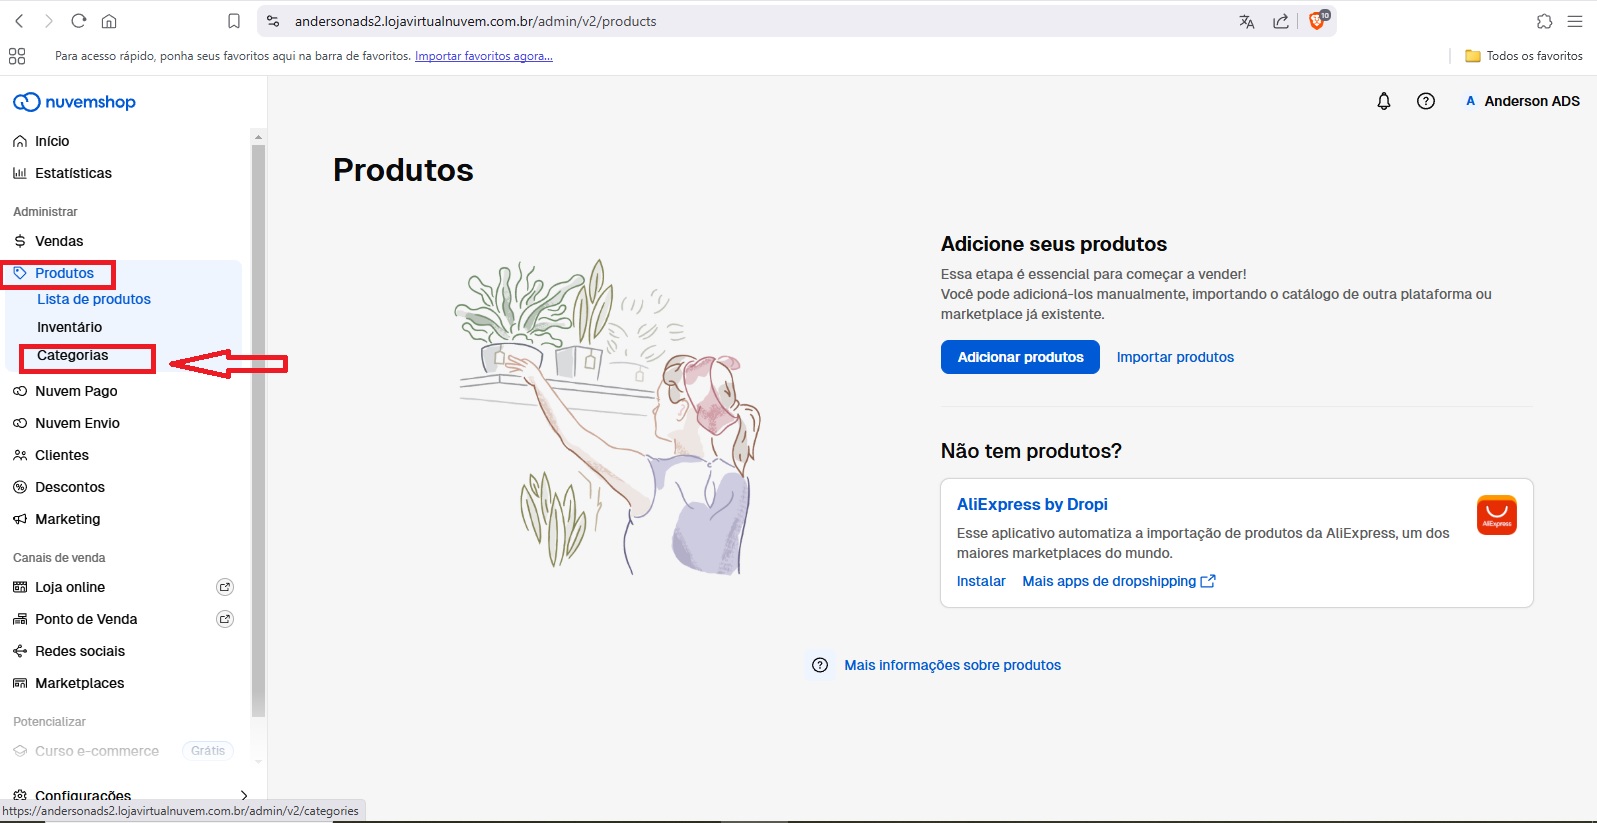 andersonads2.lojavirtualnuvem.com.br/admin/v2/products
10
Para acesso rápido, ponha seus favoritos aqui na barra de favoritos. Importar favoritos agora...
Todos os favoritos
nuvemshop
A Anderson ADS
Início
Estatísticas
Administrar
Vendas
Produtos
Lista de produtos
Inventário
Categorias
Nuvem Pago
Nuvem Envio
Clientes
Descontos
Marketing
Canais de venda
Loja online
Ponto de Venda
Redes sociais
Marketplaces
Potencializar
Curso e-commerce Grátis
Configurações
https://andersonads2.lojavirtualnuvem.com.br/admin/v2/categories
Produtos
Adicione seus produtos
Essa etapa é essencial para começar a vender!
Você pode adicioná-los manualmente, importando o catálogo de outra plataforma ou
marketplace já existente.
Adicionar produtos Importar produtos
Não tem produtos?
AliExpress by Dropi
AliExpress
Esse aplicativo automatiza a importação de produtos da AliExpress, um dos
maiores marketplaces do mundo.
Instalar Mais apps de dropshipping
Mais informações sobre produtos